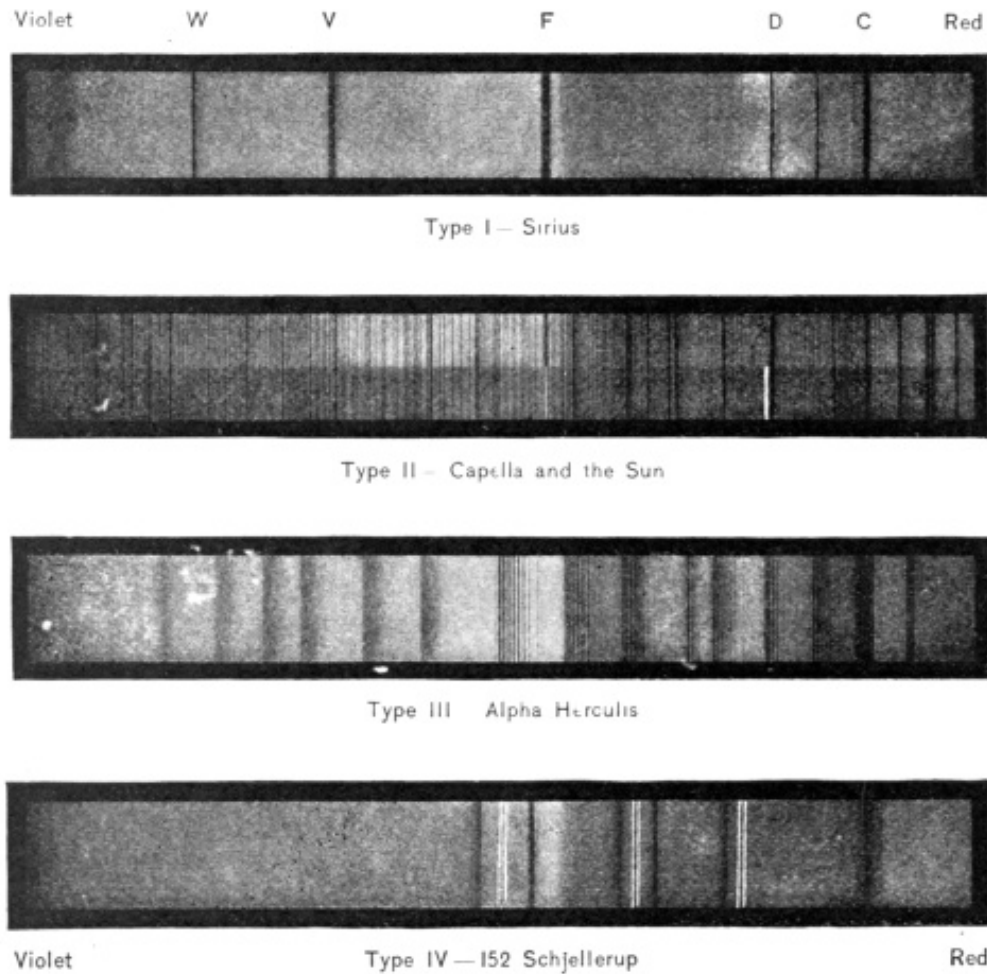 Violet W V F D C Red
Type I — Sirius
Type II – Capella and the Sun
Type III Alpha Herculis
Violet Type IV — 152 Schjellerup Red